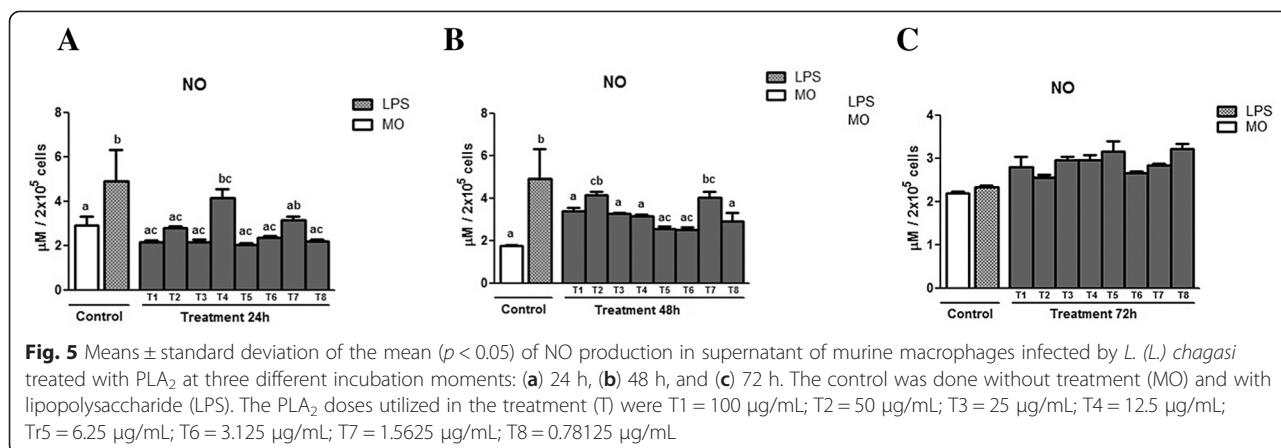 A
NO
LPS
MO
µM / 2x10⁵ cells
8
6
4
2
0
a
b
ac
ac
ac
bc
ac
ac
ab
ac
T1 T2 T3 T4 T5 T6 T7 T8
Control
Treatment 24h
B
NO
LPS
MO
LPS
MO
µM / 2x10⁵ cells
8
6
4
2
0
a
b
a
cb
a
a
ac
ac
bc
a
T1 T2 T3 T4 T5 T6 T7 T8
Control
Treatment 48h
C
NO
LPS
MO
µM / 2x10⁵ cells
4
3
2
1
0
T1 T2 T3 T4 T5 T6 T7 T8
Control
Treatment 72h
Fig. 5 Means ± standard deviation of the mean (p < 0.05) of NO production in supernatant of murine macrophages infected by L. (L.) chagasi
treated with PLA₂ at three different incubation moments: (a) 24 h, (b) 48 h, and (c) 72 h. The control was done without treatment (MO) and with
lipopolysaccharide (LPS). The PLA₂ doses utilized in the treatment (T) were T1 = 100 µg/mL; T2 = 50 µg/mL; T3 = 25 µg/mL; T4 = 12.5 µg/mL;
Tr5 = 6.25 µg/mL; T6 = 3.125 µg/mL; T7 = 1.5625 µg/mL; T8 = 0.78125 µg/mL